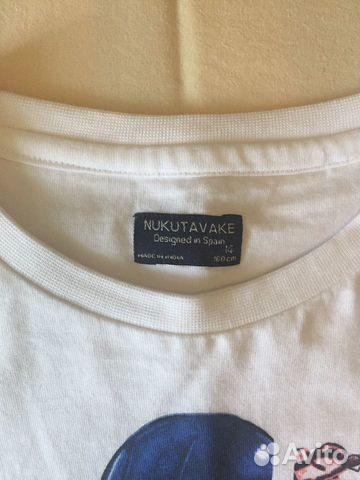 NUKUTAVAKE
Designed in Spain
14
MADE IN INDIA
160 cm
Avito